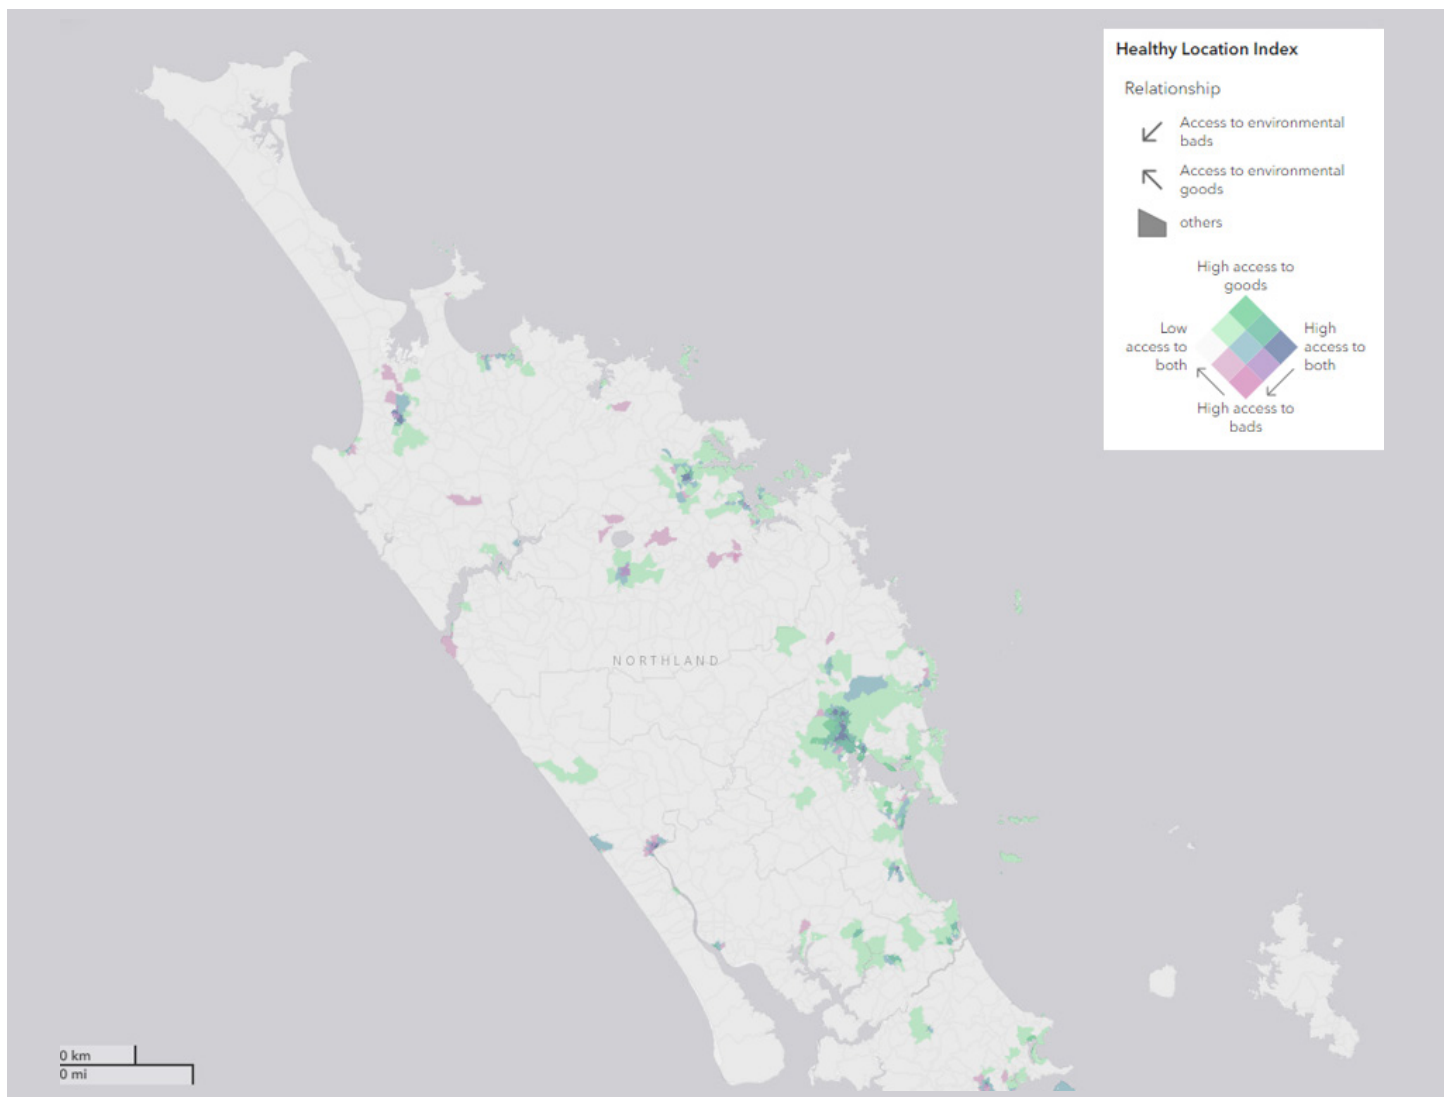 Healthy Location Index
Relationship
Access to environmental
bads
Access to environmental
goods
others
High access to
goods
Low
access to
both
High
access to
both
High access to
bads
NORTHLAND
0 km
0 mi